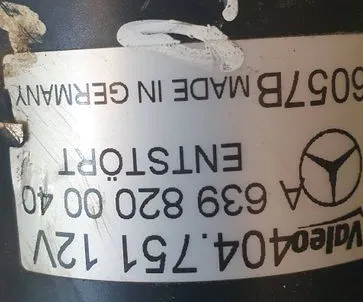 Valeo 404.751 12V
A 639 820 00 40
ENTSTÖRT
6057B MADE IN GERMANY